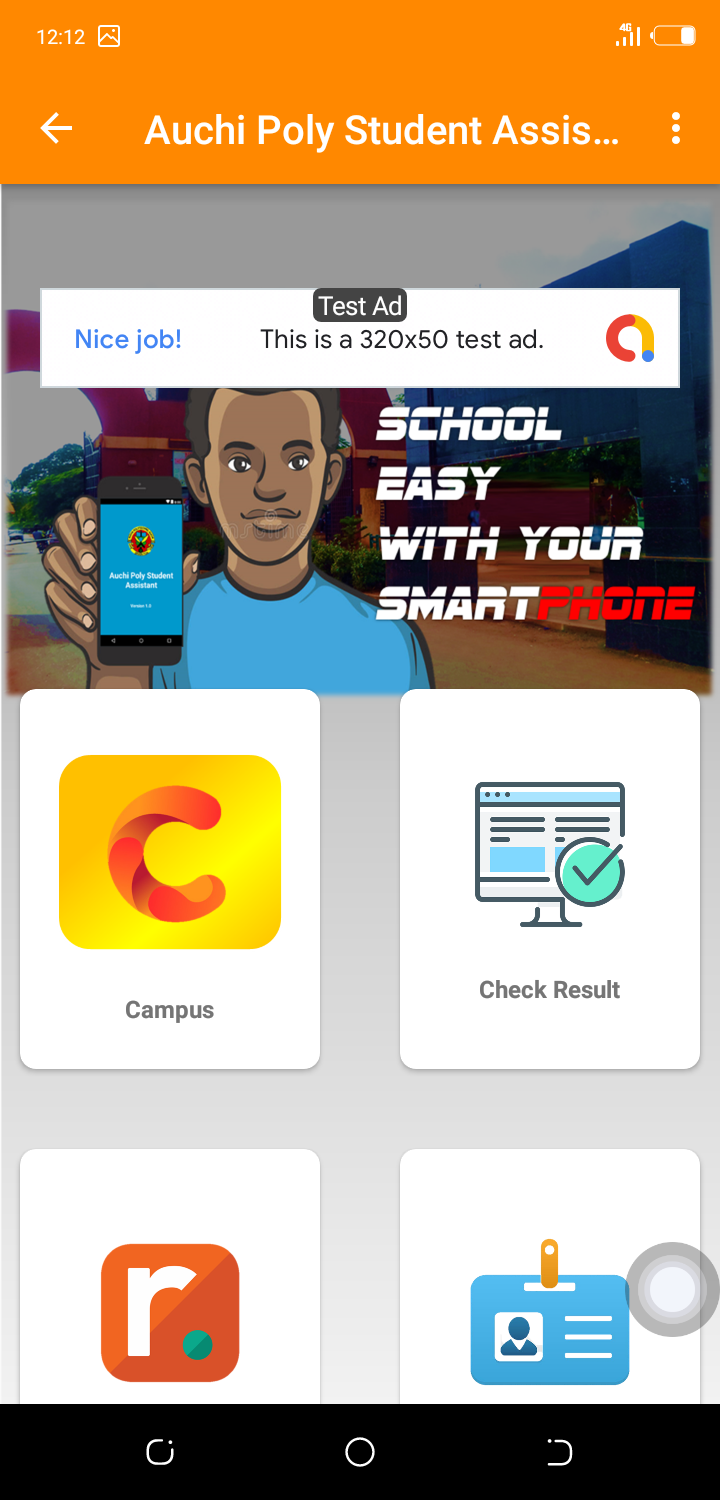 12:12
4G
Auchi Poly Student Assis...
Test Ad
Nice job!
This is a 320x50 test ad.
SCHOOL
EASY
WITH YOUR
SMARTPHONE
Auchi Poly Student
Assistant
Version 1.0
Campus
Check Result